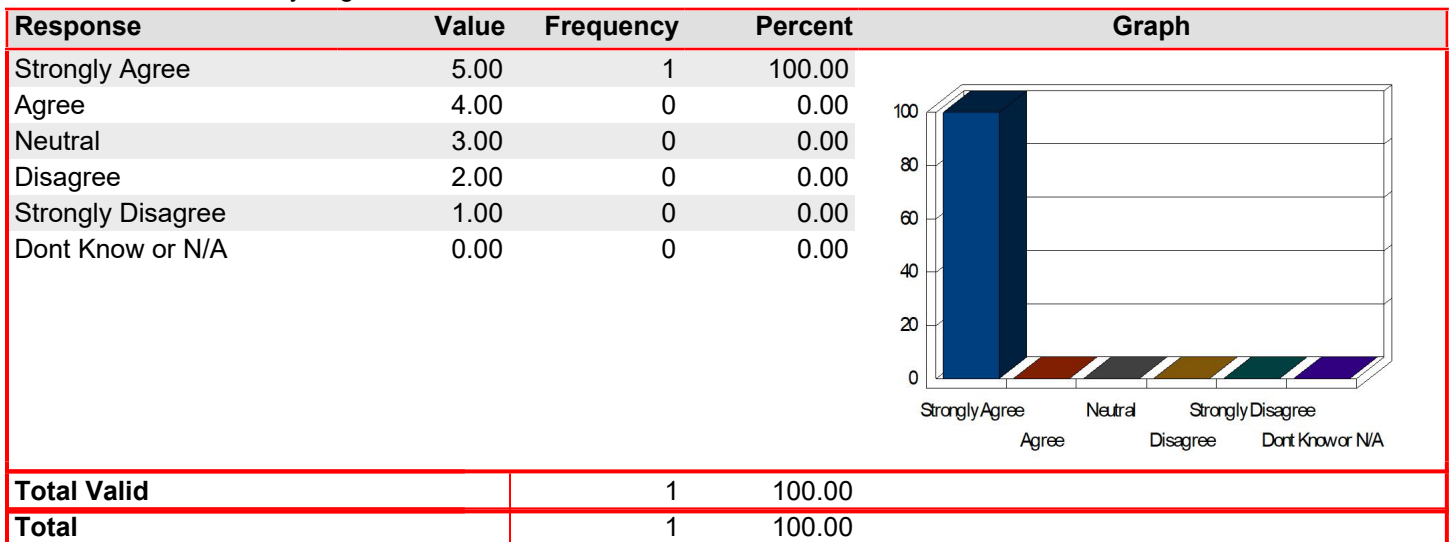 Response Value Frequency Percent Graph
Strongly Agree 5.00 1 100.00
Agree 4.00 0 0.00
Neutral 3.00 0 0.00
Disagree 2.00 0 0.00
Strongly Disagree 1.00 0 0.00
Dont Know or N/A 0.00 0 0.00
100
80
60
40
20
0
Strongly Agree Neutral Strongly Disagree
Agree Disagree Dont Know or N/A
Total Valid 1 100.00
Total 1 100.00